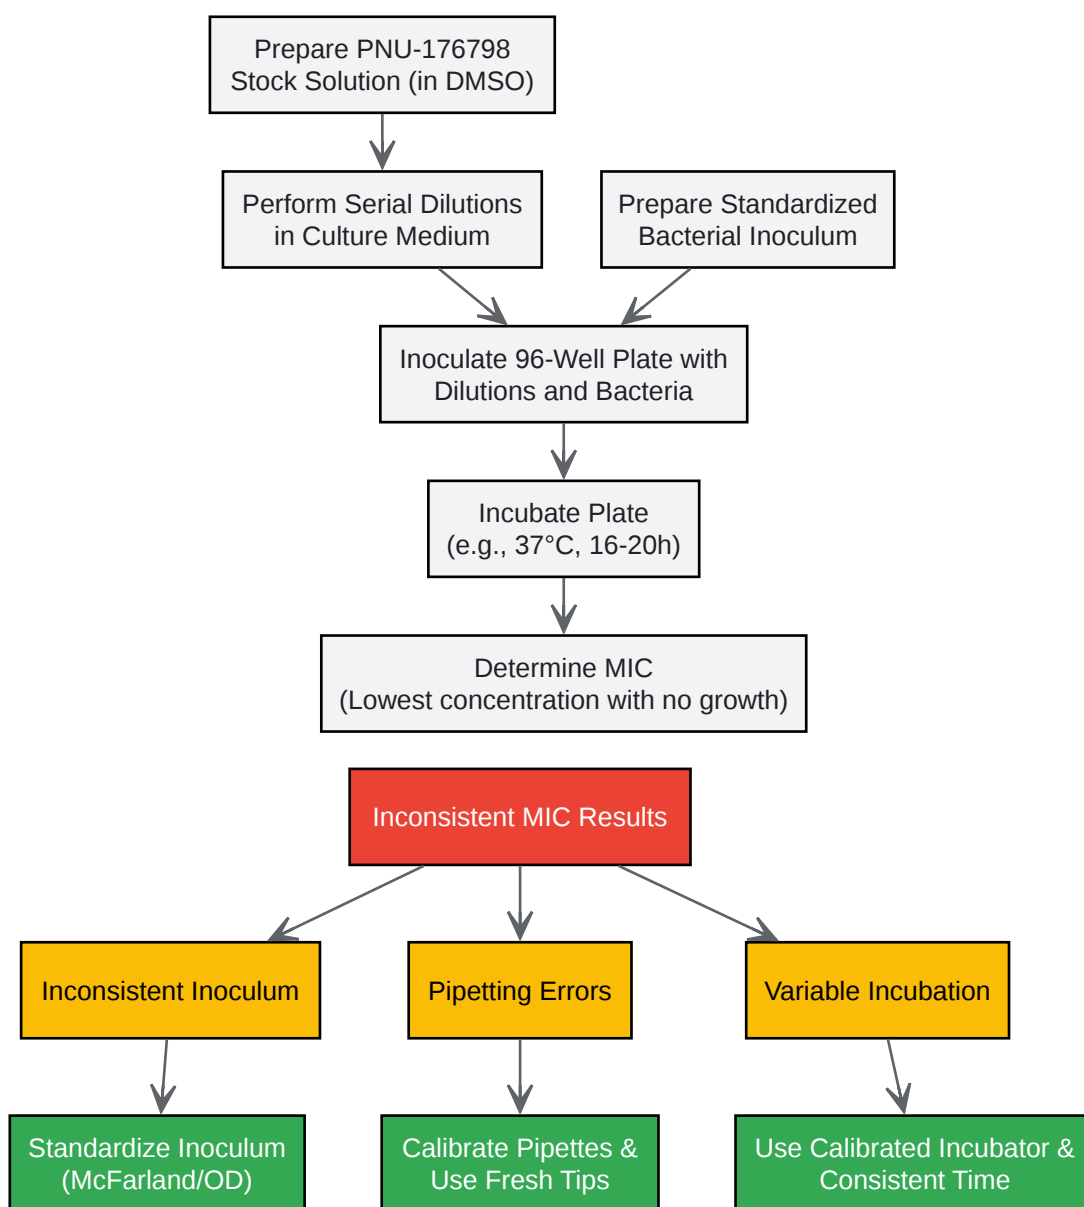 Prepare PNU-176798
Stock Solution (in DMSO)
Perform Serial Dilutions
in Culture Medium
Prepare Standardized
Bacterial Inoculum
Inoculate 96-Well Plate with
Dilutions and Bacteria
Incubate Plate
(e.g., 37°C, 16-20h)
Determine MIC
(Lowest concentration with no growth)
Inconsistent MIC Results
Inconsistent Inoculum
Pipetting Errors
Variable Incubation
Standardize Inoculum
(McFarland/OD)
Calibrate Pipettes &
Use Fresh Tips
Use Calibrated Incubator &
Consistent Time